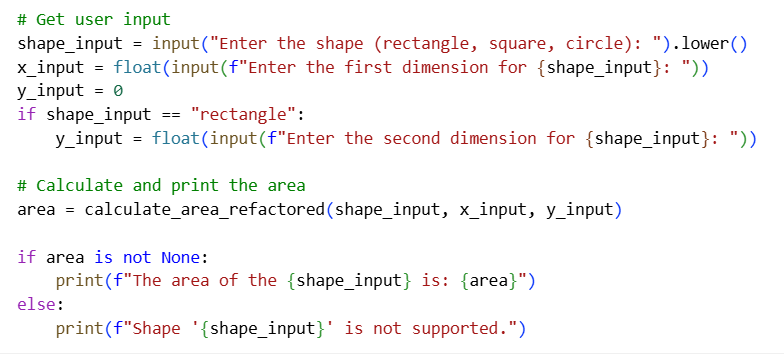 # Get user input
shape_input = input("Enter the shape (rectangle, square, circle): ").lower()
x_input = float(input(f"Enter the first dimension for {shape_input}: "))
y_input = 0
if shape_input == "rectangle":
    y_input = float(input(f"Enter the second dimension for {shape_input}: "))

# Calculate and print the area
area = calculate_area_refactored(shape_input, x_input, y_input)

if area is not None:
    print(f"The area of the {shape_input} is: {area}")
else:
    print(f"Shape '{shape_input}' is not supported.")